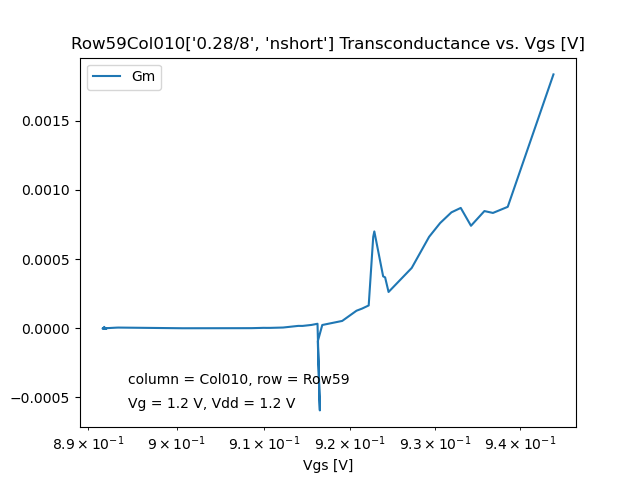 Row59Col010['0.28/8', 'nshort'] Transconductance vs. Vgs [V]
Gm
0.0015
0.0010
0.0005
0.0000
−0.0005
column = Col010, row = Row59
Vg = 1.2 V, Vdd = 1.2 V
8.9 × 10⁻¹ 9 × 10⁻¹ 9.1 × 10⁻¹ 9.2 × 10⁻¹ 9.3 × 10⁻¹ 9.4 × 10⁻¹
Vgs [V]